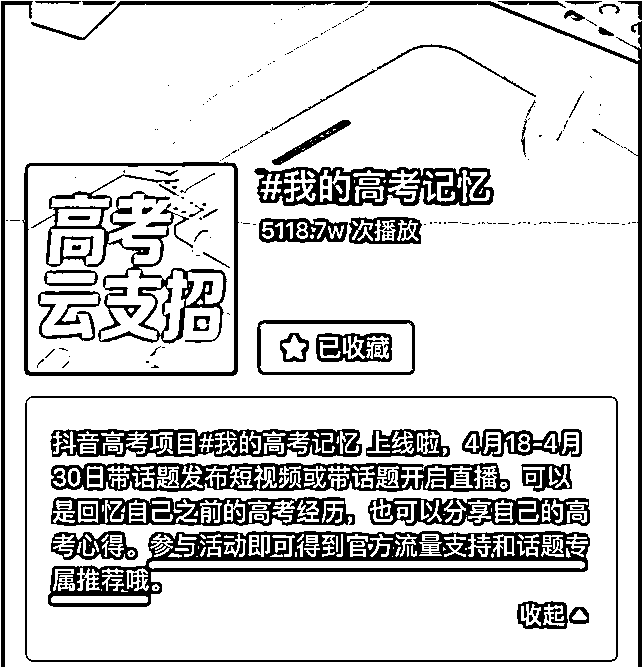 #我的高考记忆
5118.7w 次播放
高考
云支招
已收藏
抖音高考项目#我的高考记忆 上线啦，4月18-4月
30日带话题发布短视频或带话题开启直播。可以
是回忆自己之前的高考经历，也可以分享自己的高
考心得。参与活动即可得到官方流量支持和话题专
属推荐哦。
收起